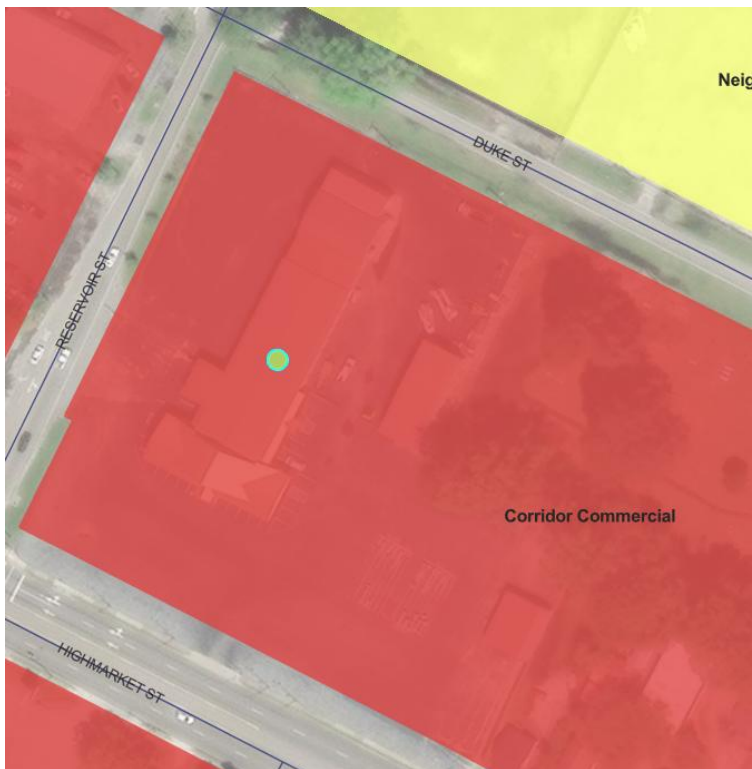 Neig
DUKE ST
RESERVOIR ST
Corridor Commercial
HIGHMARKET ST